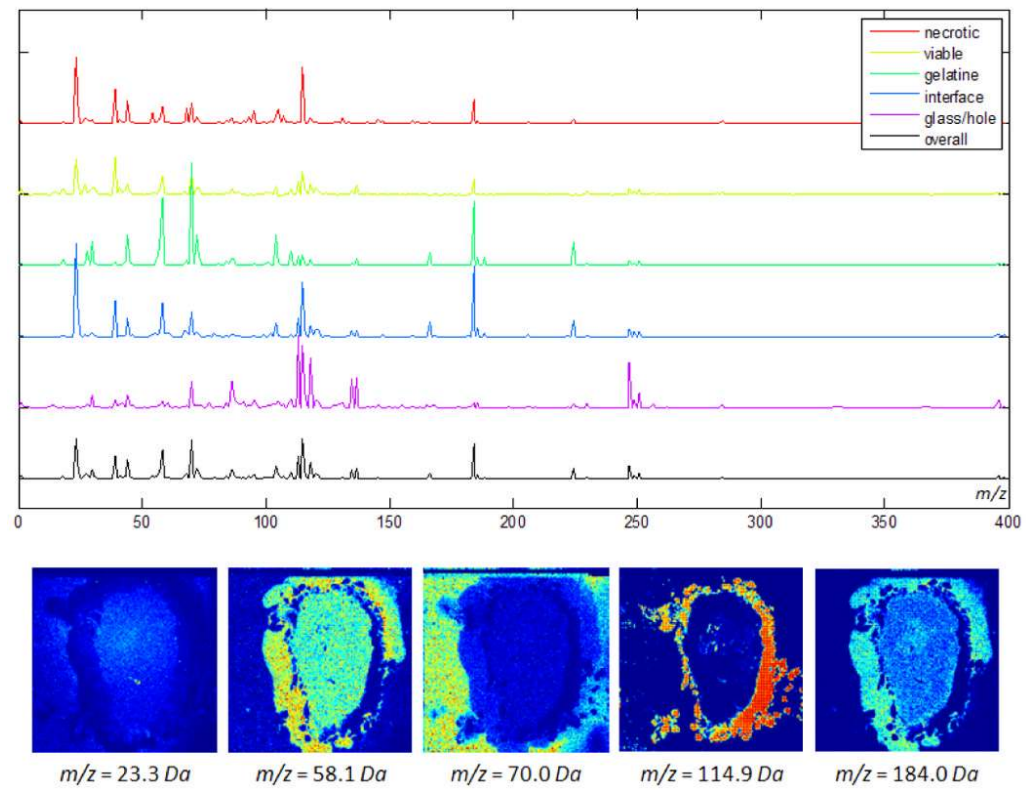 necrotic
viable
gelatine
interface
glass/hole
overall
m/z
0 50 100 150 200 250 300 350 400
m/z = 23.3 Da m/z = 58.1 Da m/z = 70.0 Da m/z = 114.9 Da m/z = 184.0 Da